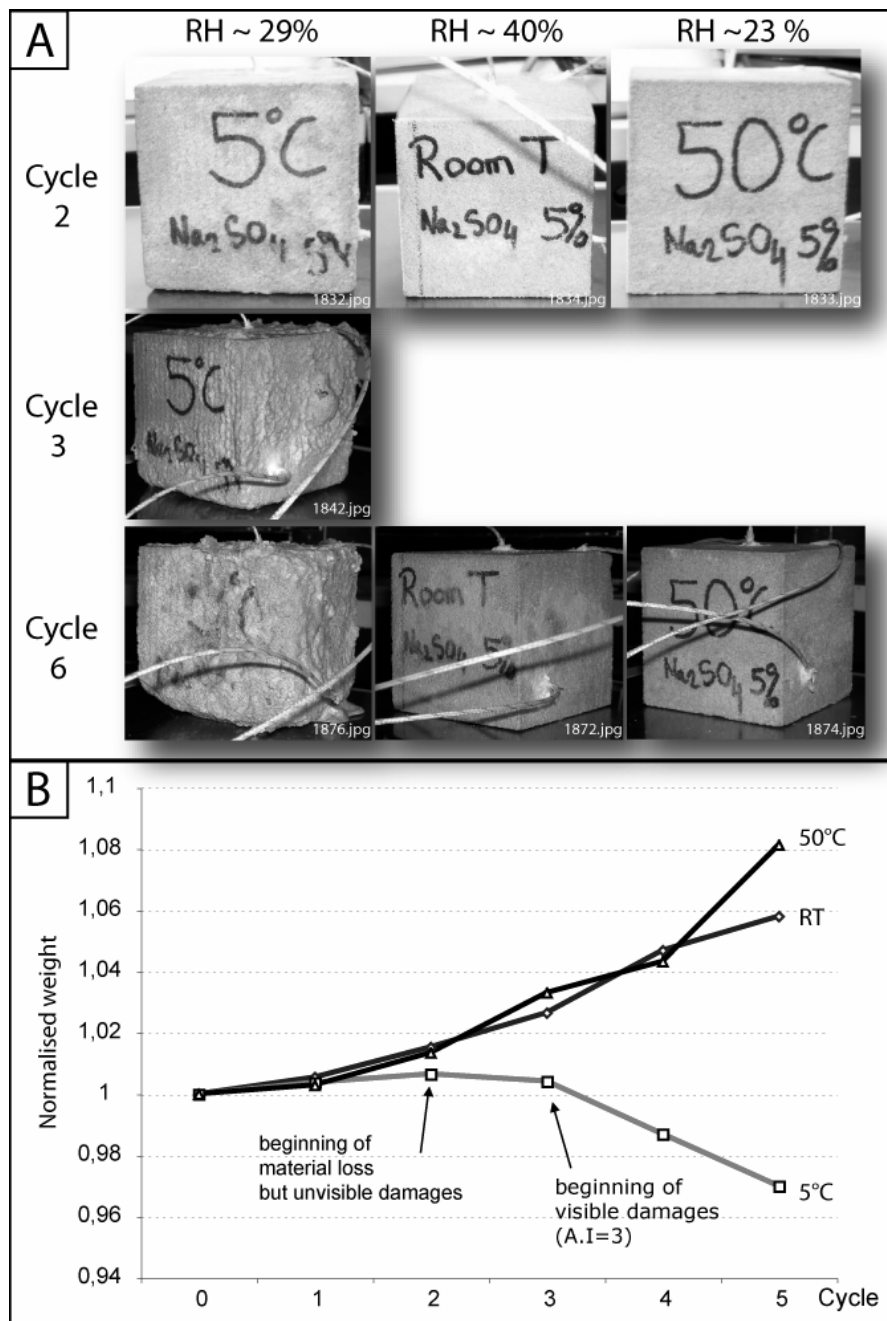 A
RH ~ 29%
RH ~ 40%
RH ~23 %
Cycle
2
5°C
Na₂SO₄ 5%
1832.jpg
Room T
Na₂SO₄ 5%
1834.jpg
50°C
Na₂SO₄ 5%
1833.jpg
Cycle
3
5°C
Na₂SO₄
1842.jpg
Cycle
6
1876.jpg
Room T
Na₂SO₄ 5%
1872.jpg
50°C
Na₂SO₄ 5%
1874.jpg
B
Normalised weight
1,1
1,08
1,06
1,04
1,02
1
0,98
0,96
0,94
50°C
RT
5°C
beginning of
material loss
but unvisible damages
beginning of
visible damages
(A.I=3)
0
1
2
3
4
5
Cycle